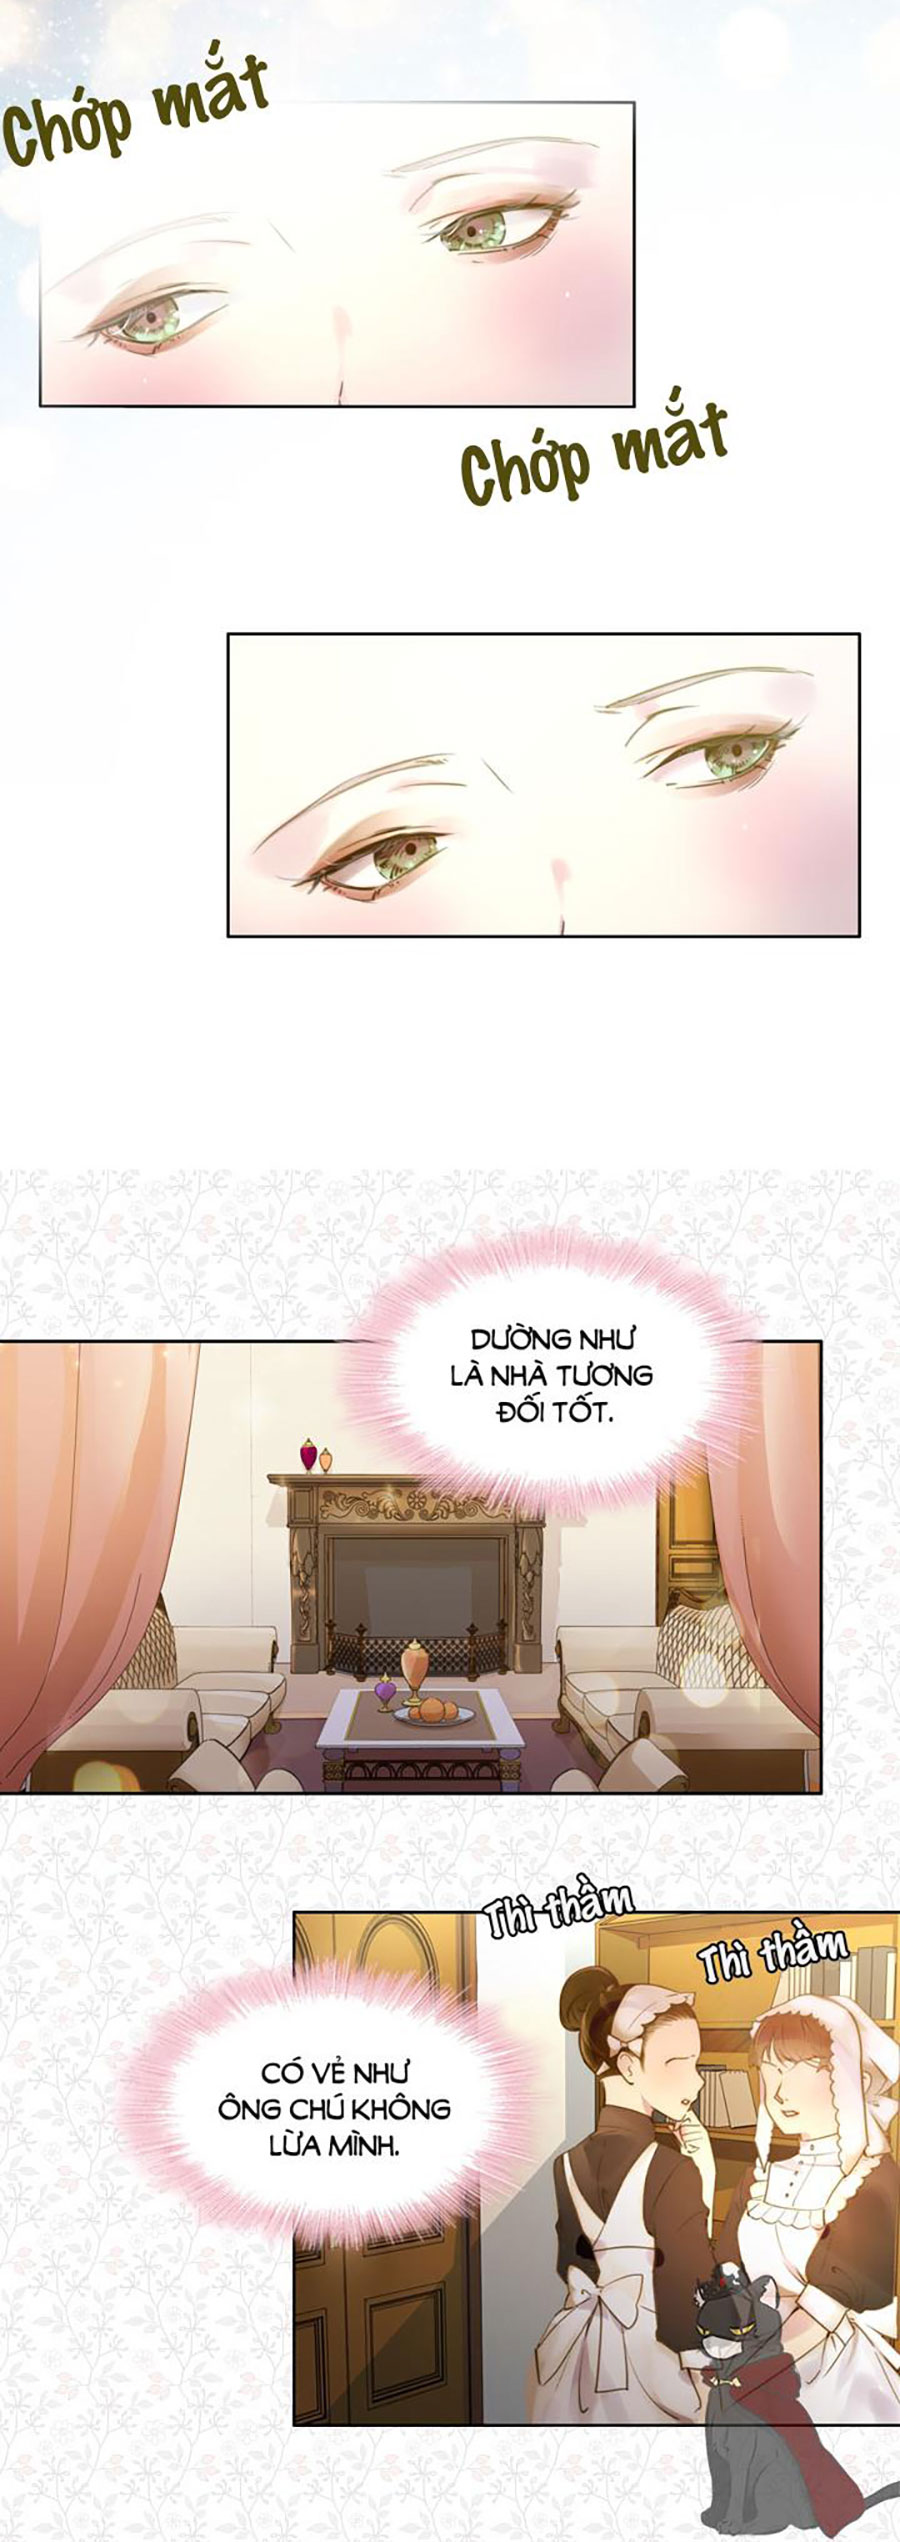 Chớp mắt
Chớp mắt
DƯỜNG NHƯ
LÀ NHÀ TƯƠNG
ĐỐI TỐT.
Thì thầm
Thì thầm
CÓ VẺ NHƯ
ÔNG CHÚ KHÔNG
LỪA MÌNH.